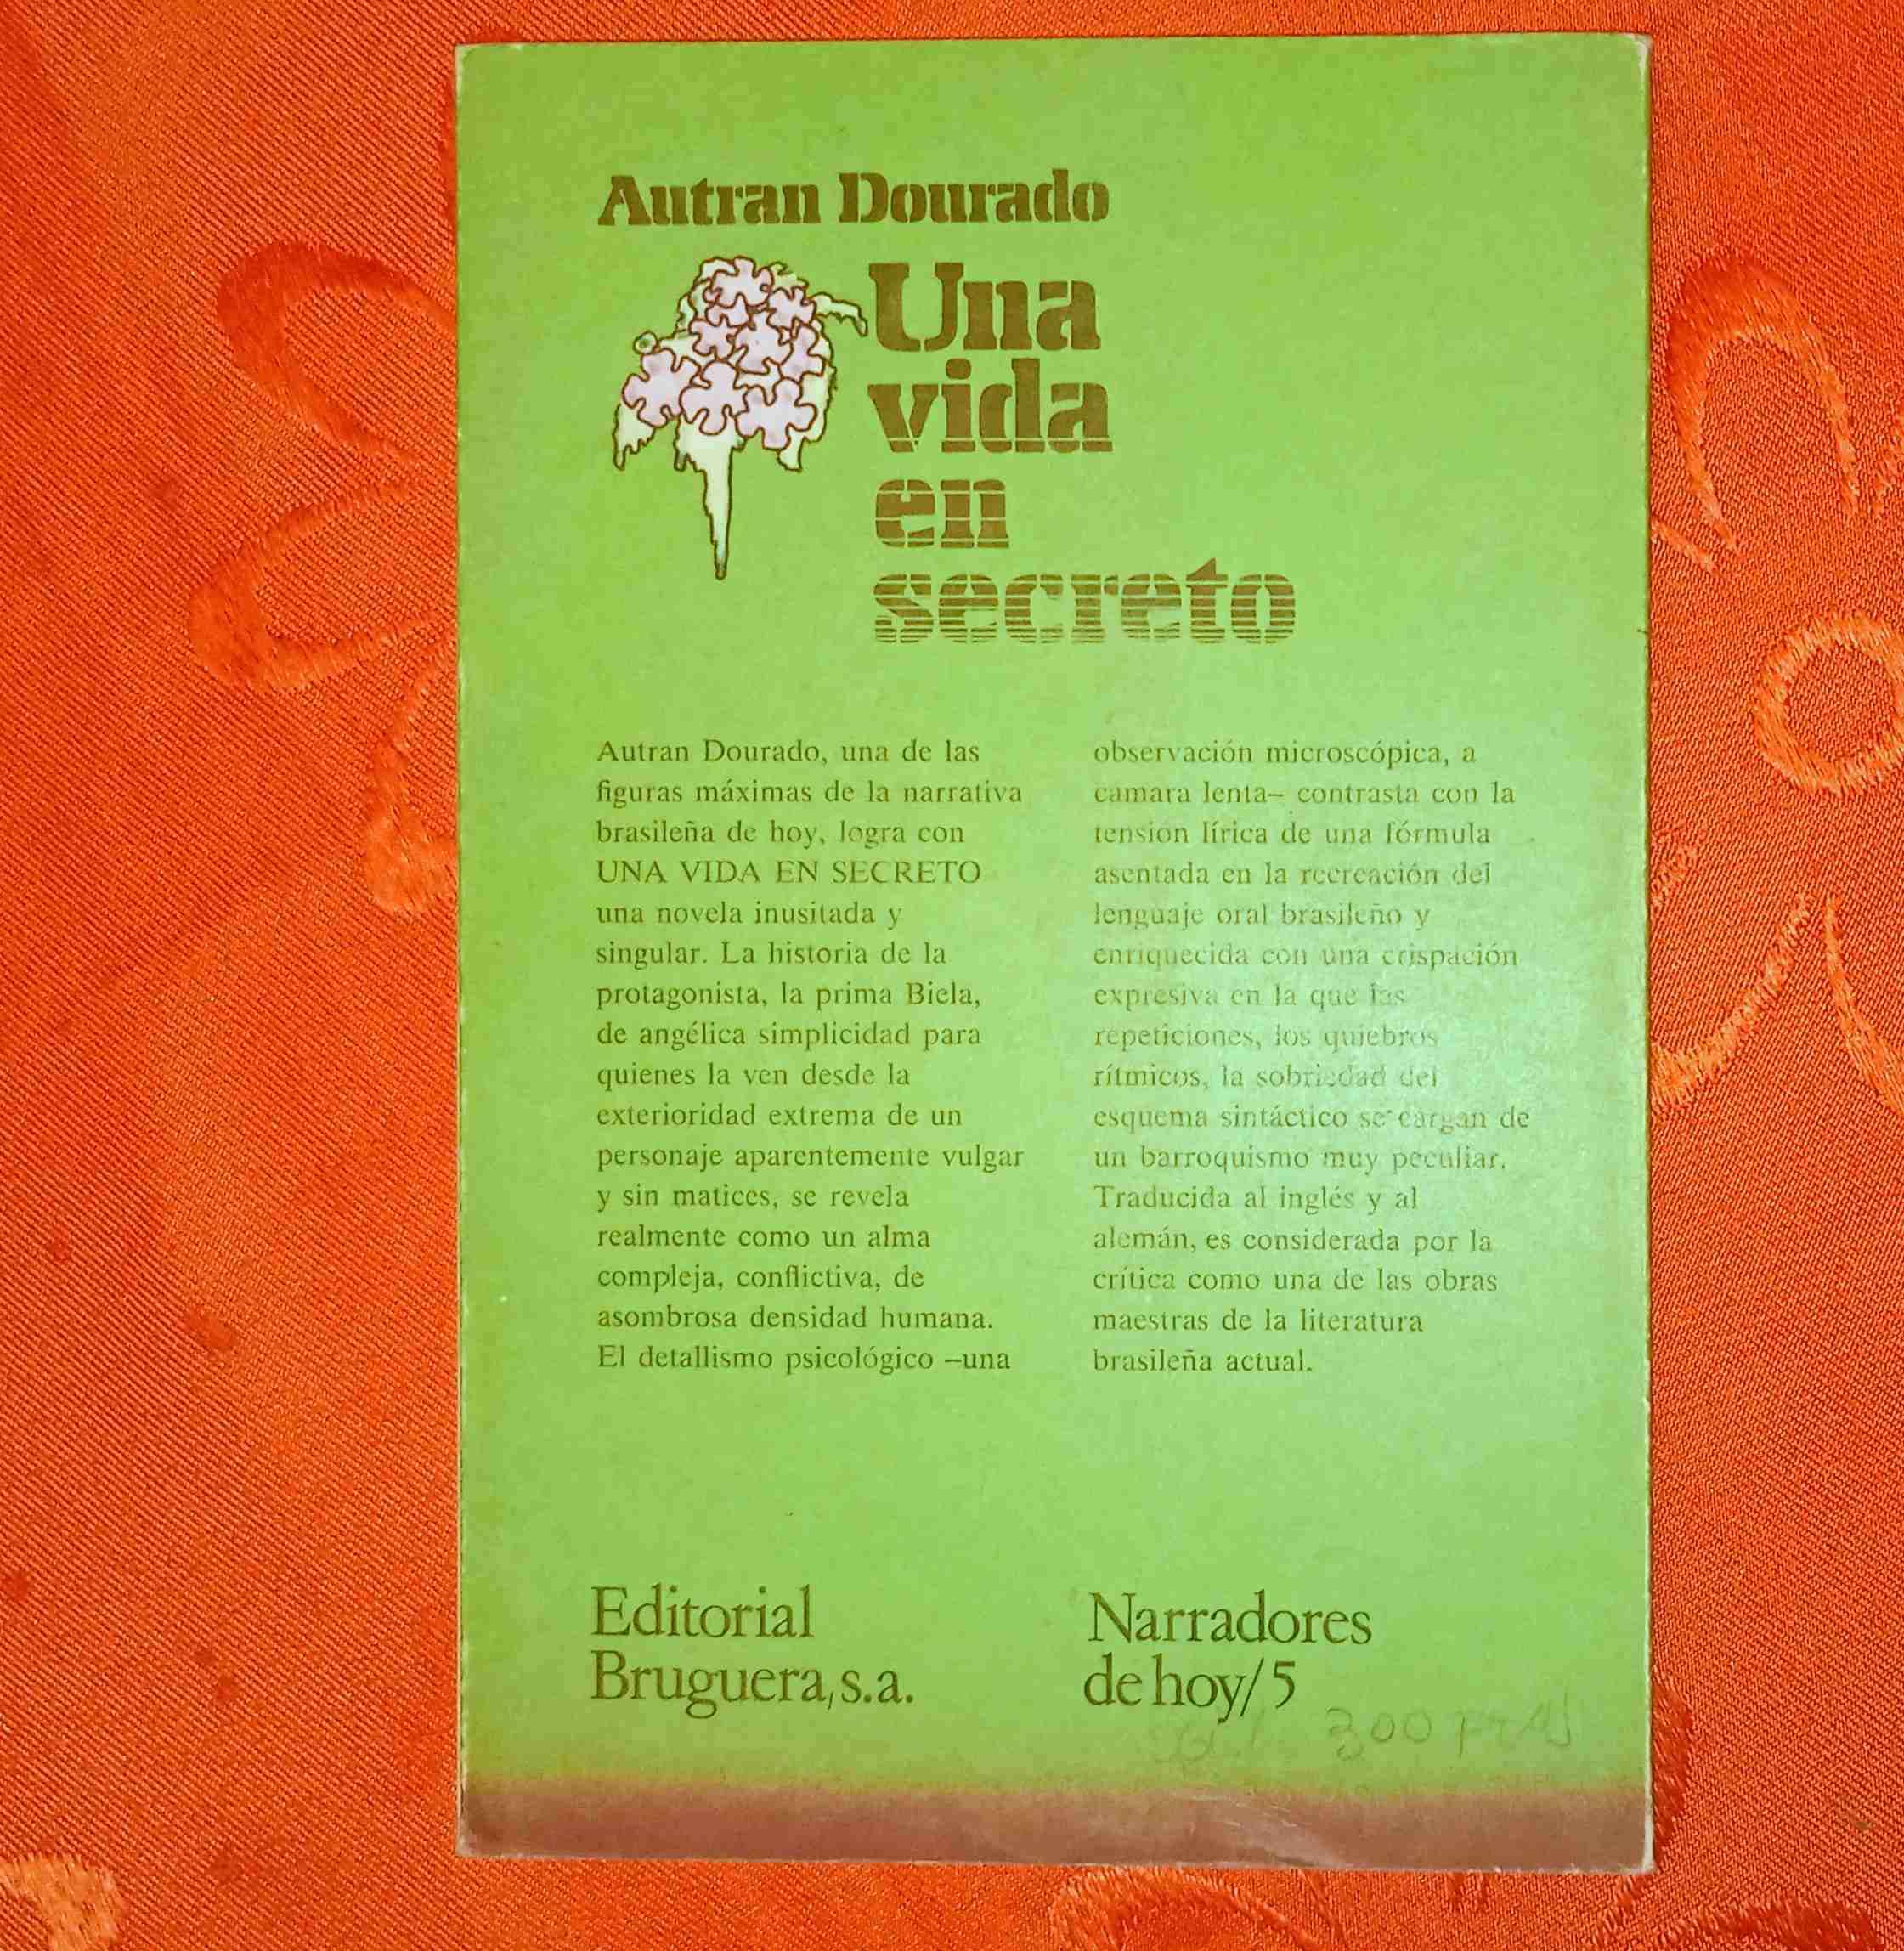 Autran Dourado
Una
vida
en
secreto
Autran Dourado, una de las
figuras máximas de la narrativa
brasileña de hoy, logra con
UNA VIDA EN SECRETO
una novela inusitada y
singular. La historia de la
protagonista, la prima Biela,
de angélica simplicidad para
quienes la ven desde la
exterioridad extrema de un
personaje aparentemente vulgar
y sin matices, se revela
realmente como un alma
compleja, conflictiva, de
asombrosa densidad humana.
El detallismo psicológico –una
observación microscópica, a
camara lenta– contrasta con la
tension lírica de una fórmula
asentada en la recreación del
lenguaje oral brasileño y
enriquecida con una crispación
expresiva en la que las
repeticiones, los quiebros
rítmicos, la sobriedad del
esquema sintáctico se cargan de
un barroquismo muy peculiar.
Traducida al inglés y al
alemán, es considerada por la
crítica como una de las obras
maestras de la literatura
brasileña actual.
Editorial
Bruguera, s.a.
Narradores
de hoy/5
300 ptas